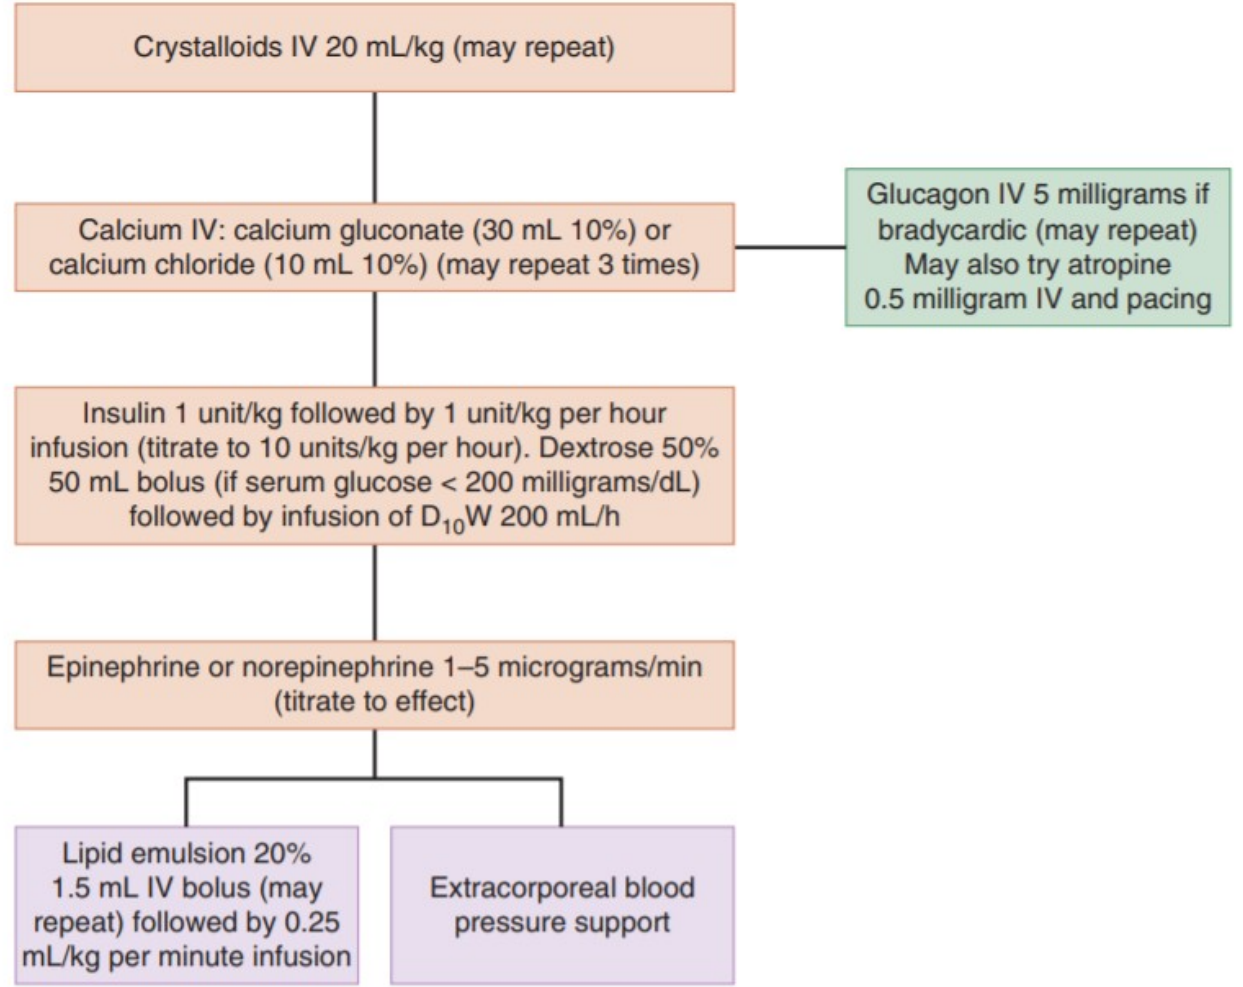 Crystalloids IV 20 mL/kg (may repeat)
Calcium IV: calcium gluconate (30 mL 10%) or
calcium chloride (10 mL 10%) (may repeat 3 times)
Glucagon IV 5 milligrams if
bradycardic (may repeat)
May also try atropine
0.5 milligram IV and pacing
Insulin 1 unit/kg followed by 1 unit/kg per hour
infusion (titrate to 10 units/kg per hour). Dextrose 50%
50 mL bolus (if serum glucose < 200 milligrams/dL)
followed by infusion of D10W 200 mL/h
Epinephrine or norepinephrine 1–5 micrograms/min
(titrate to effect)
Lipid emulsion 20%
1.5 mL IV bolus (may
repeat) followed by 0.25
mL/kg per minute infusion
Extracorporeal blood
pressure support